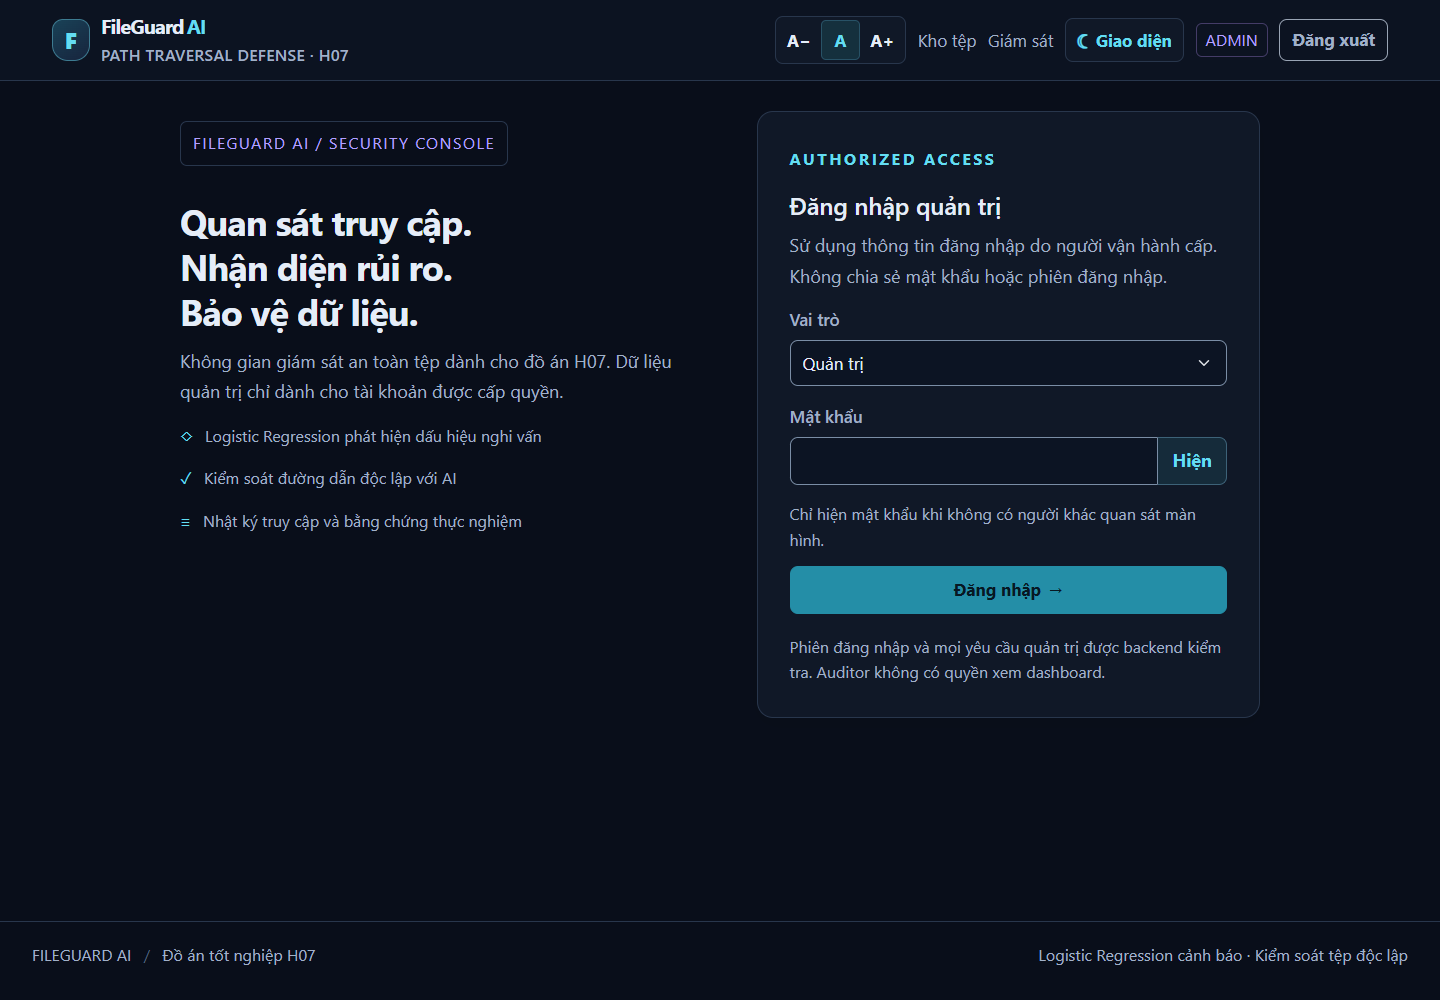 F
FileGuard AI
PATH TRAVERSAL DEFENSE · H07
A− A A+ Kho tệp Giám sát ☾ Giao diện ADMIN Đăng xuất
FILEGUARD AI / SECURITY CONSOLE
Quan sát truy cập.
Nhận diện rủi ro.
Bảo vệ dữ liệu.
Không gian giám sát an toàn tệp dành cho đồ án H07. Dữ liệu
quản trị chỉ dành cho tài khoản được cấp quyền.
◇ Logistic Regression phát hiện dấu hiệu nghi vấn
✓ Kiểm soát đường dẫn độc lập với AI
≡ Nhật ký truy cập và bằng chứng thực nghiệm
AUTHORIZED ACCESS
Đăng nhập quản trị
Sử dụng thông tin đăng nhập do người vận hành cấp.
Không chia sẻ mật khẩu hoặc phiên đăng nhập.
Vai trò
Quản trị
Mật khẩu
Hiện
Chỉ hiện mật khẩu khi không có người khác quan sát màn
hình.
Đăng nhập →
Phiên đăng nhập và mọi yêu cầu quản trị được backend kiểm
tra. Auditor không có quyền xem dashboard.
FILEGUARD AI / Đồ án tốt nghiệp H07
Logistic Regression cảnh báo · Kiểm soát tệp độc lập